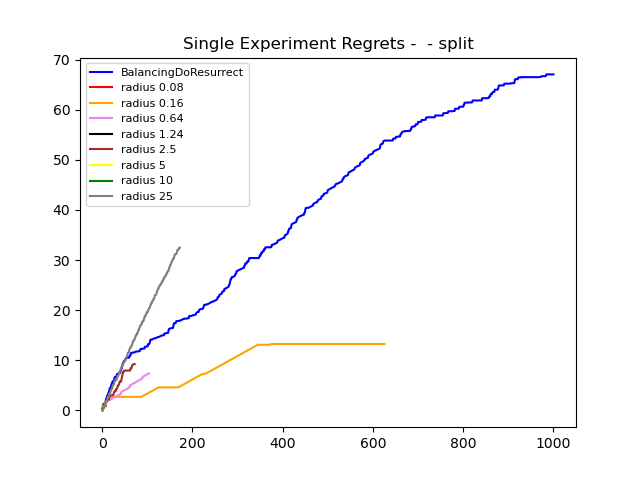 Single Experiment Regrets -  - split
70
60
50
40
30
20
10
0
BalancingDoResurrect
radius 0.08
radius 0.16
radius 0.64
radius 1.24
radius 2.5
radius 5
radius 10
radius 25
0 200 400 600 800 1000